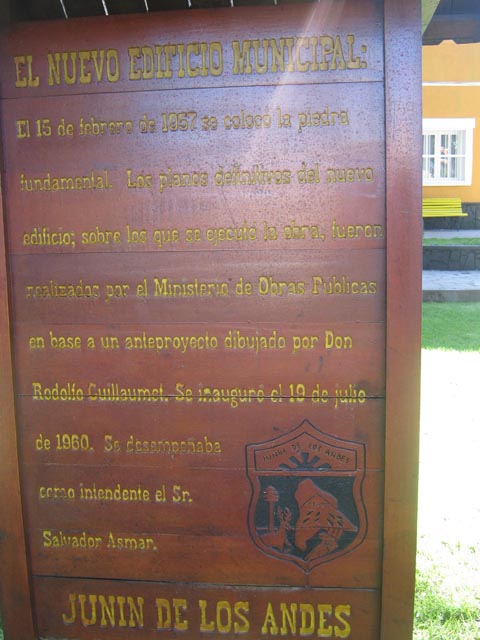 EL NUEVO EDIFICIO MUNICIPAL:
El 15 de febrero de 1957 se colocó la piedra
fundamental. Los planos definitivos del nuevo
edificio; sobre los que se ejecutó la obra, fueron
realizados por el Ministerio de Obras Públicas
en base a un anteproyecto dibujado por Don
Rodolfo Guillaumet. Se inauguró el 19 de julio
de 1960. Se desempeñaba
como intendente el Sr.
Salvador Asmar.
JUNIN DE LOS ANDES
JUNIN DE LOS ANDES